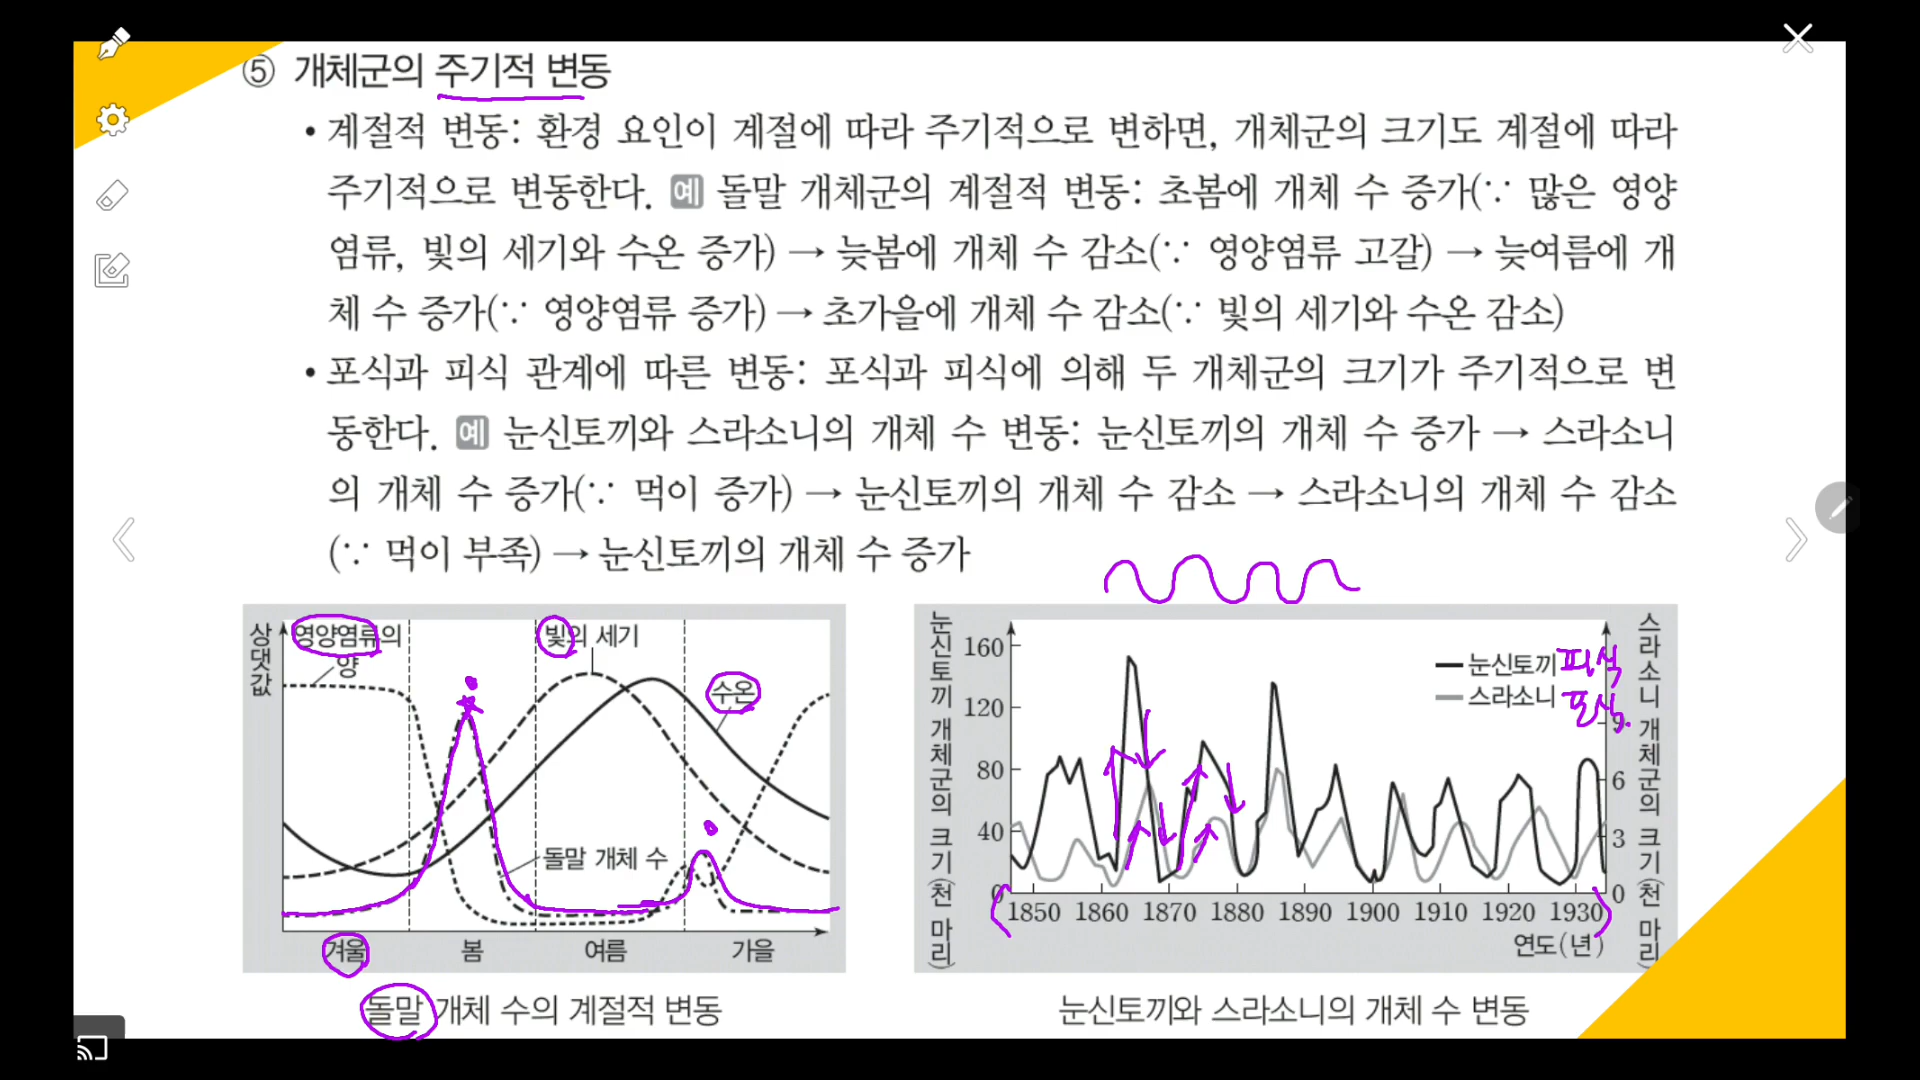 ⑤ 개체군의 주기적 변동
• 계절적 변동: 환경 요인이 계절에 따라 주기적으로 변하면, 개체군의 크기도 계절에 따라
주기적으로 변동한다. 예 돌말 개체군의 계절적 변동: 초봄에 개체 수 증가(∵ 많은 영양
염류, 빛의 세기와 수온 증가) → 늦봄에 개체 수 감소(∵ 영양염류 고갈) → 늦여름에 개
체 수 증가(∵ 영양염류 증가) → 초가을에 개체 수 감소(∵ 빛의 세기와 수온 감소)
• 포식과 피식 관계에 따른 변동: 포식과 피식에 의해 두 개체군의 크기가 주기적으로 변
동한다. 예 눈신토끼와 스라소니의 개체 수 변동: 눈신토끼의 개체 수 증가 → 스라소니
의 개체 수 증가(∵ 먹이 증가) → 눈신토끼의 개체 수 감소 → 스라소니의 개체 수 감소
(∵ 먹이 부족) → 눈신토끼의 개체 수 증가
상댓값
영양염류의
양
빛의 세기
수온
돌말 개체 수
겨울 봄 여름 가을
돌말 개체 수의 계절적 변동
눈신토끼 개체군의 크기(천 마리)
160
120
80
40
0
눈신토끼 피식
스라소니 포식
스라소니 개체군의 크기(천 마리)
9
6
3
0
1850 1860 1870 1880 1890 1900 1910 1920 1930
연도(년)
눈신토끼와 스라소니의 개체 수 변동